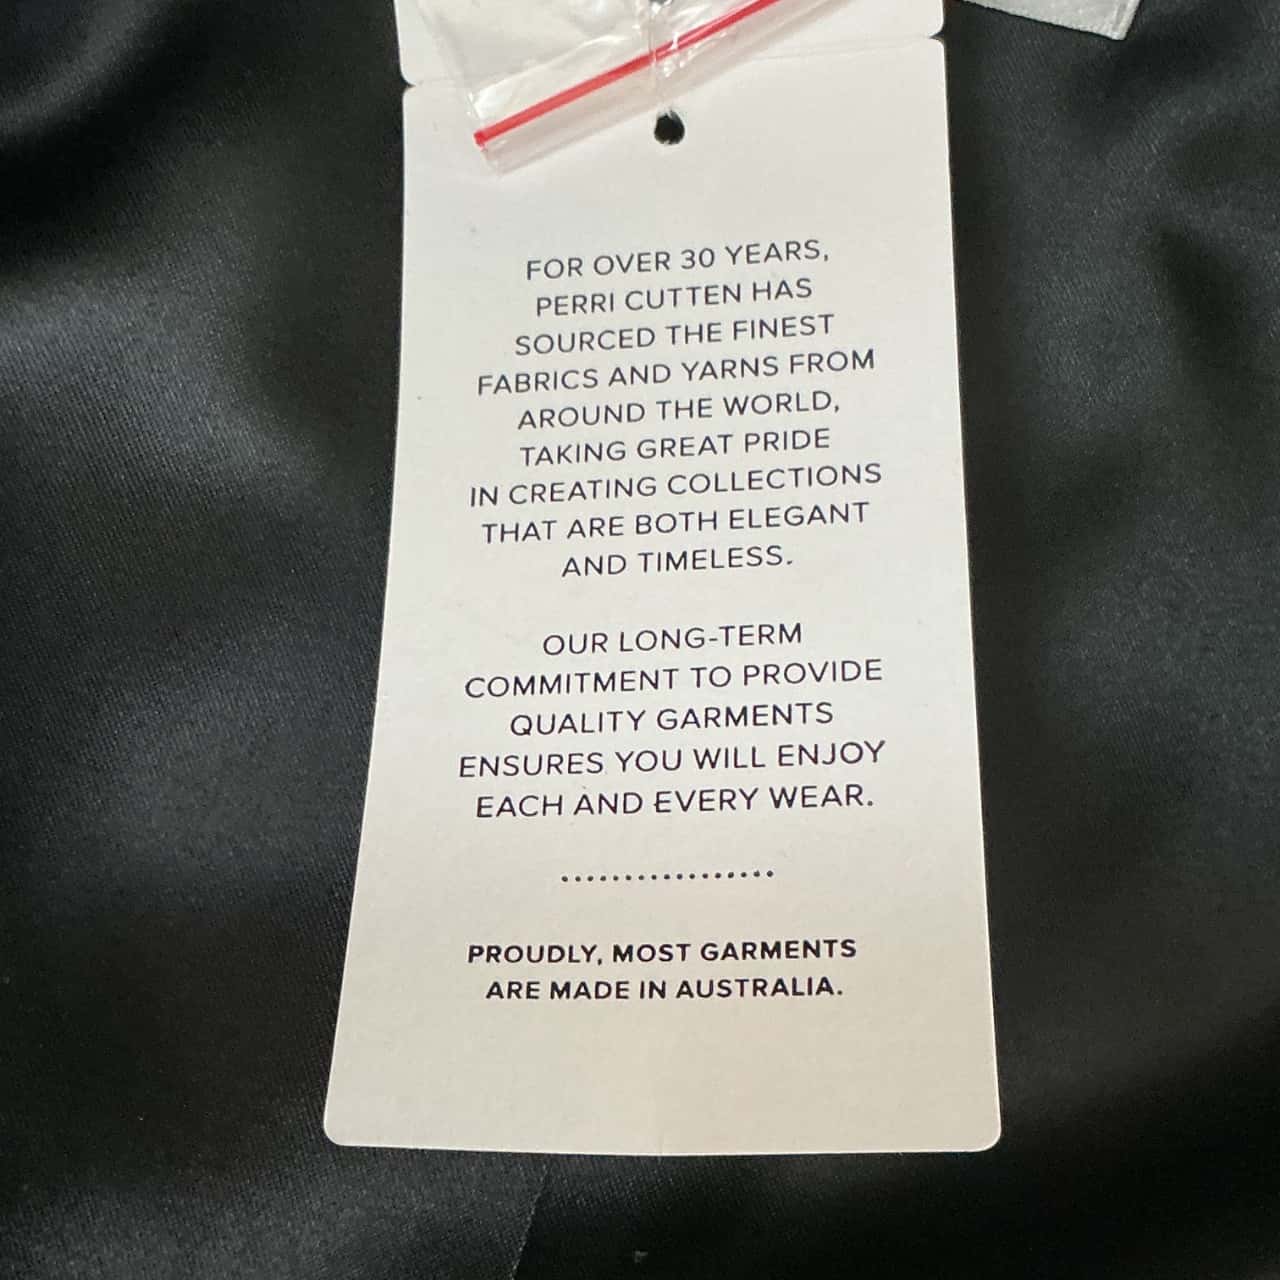 FOR OVER 30 YEARS,
PERRI CUTTEN HAS
SOURCED THE FINEST
FABRICS AND YARNS FROM
AROUND THE WORLD,
TAKING GREAT PRIDE
IN CREATING COLLECTIONS
THAT ARE BOTH ELEGANT
AND TIMELESS.
OUR LONG-TERM
COMMITMENT TO PROVIDE
QUALITY GARMENTS
ENSURES YOU WILL ENJOY
EACH AND EVERY WEAR.
PROUDLY, MOST GARMENTS
ARE MADE IN AUSTRALIA.